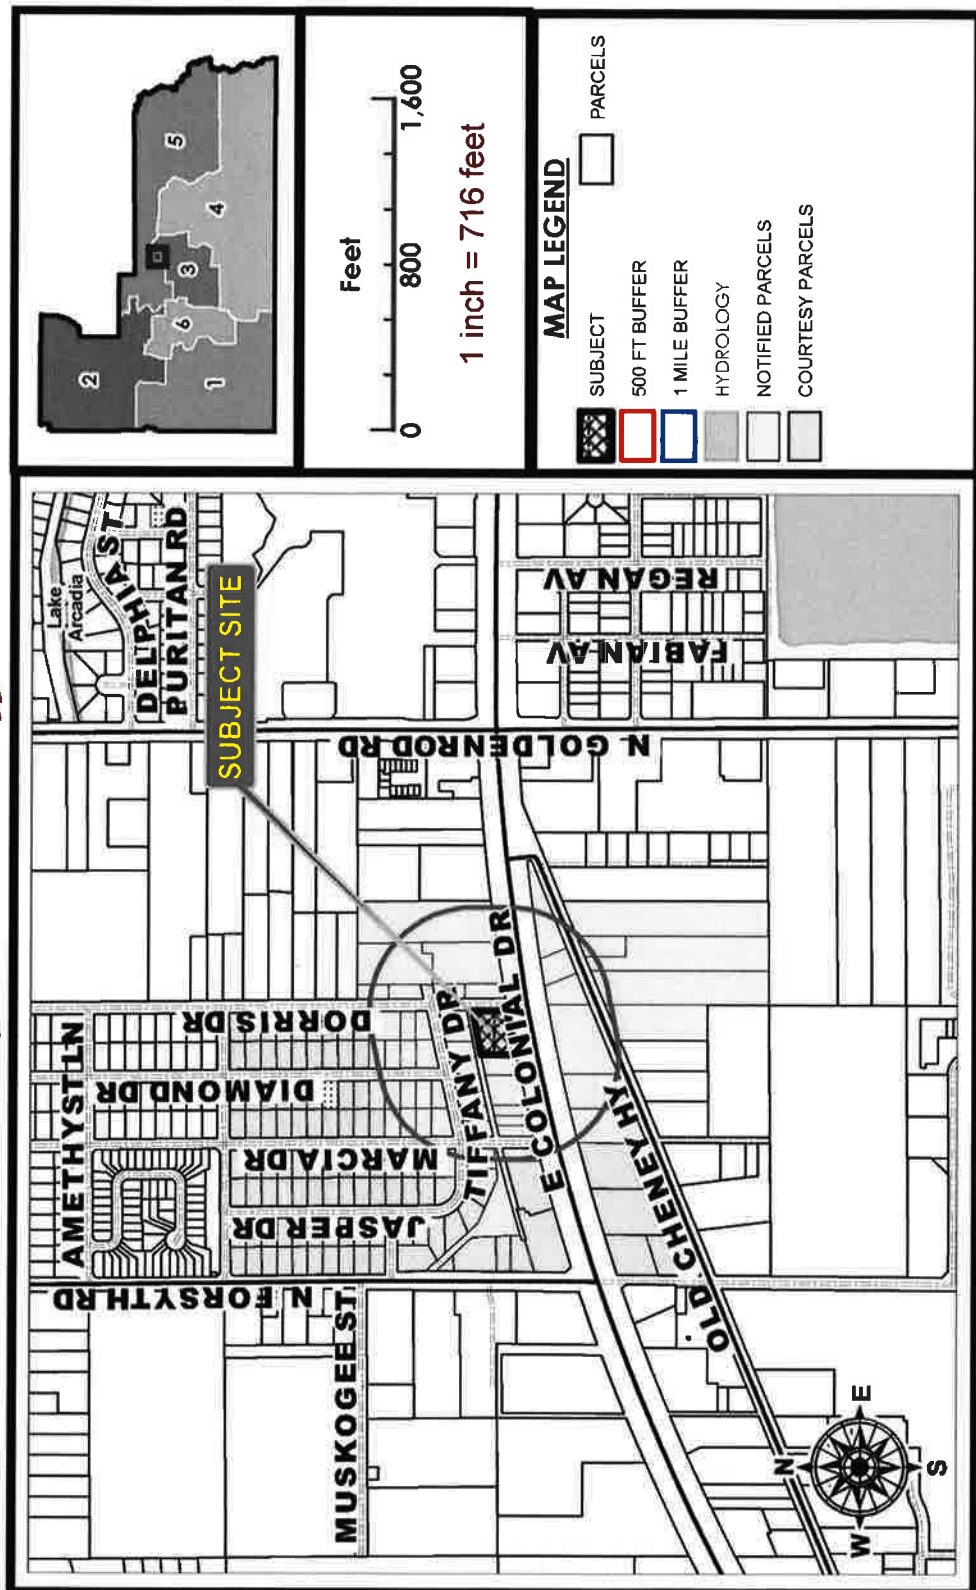 Lake
Arcadia
DELPHIA ST
PURITAN RD
SUBJECT SITE
AMETHYST LN
DORRIS DR
DIAMOND DR
MARCIA DR
JASPER DR
N FORSYTH RD
MUSKOGEE ST
TIFFANY DR
E COLONIAL DR
OLD CHENEY HY
N GOLDENROD RD
FABIAN AV
REGAN AV
N
E
S
W
1
2
3
4
5
6
Feet
0 800 1,600
1 inch = 716 feet
MAP LEGEND
SUBJECT
PARCELS
500 FT BUFFER
1 MILE BUFFER
HYDROLOGY
NOTIFIED PARCELS
COURTESY PARCELS